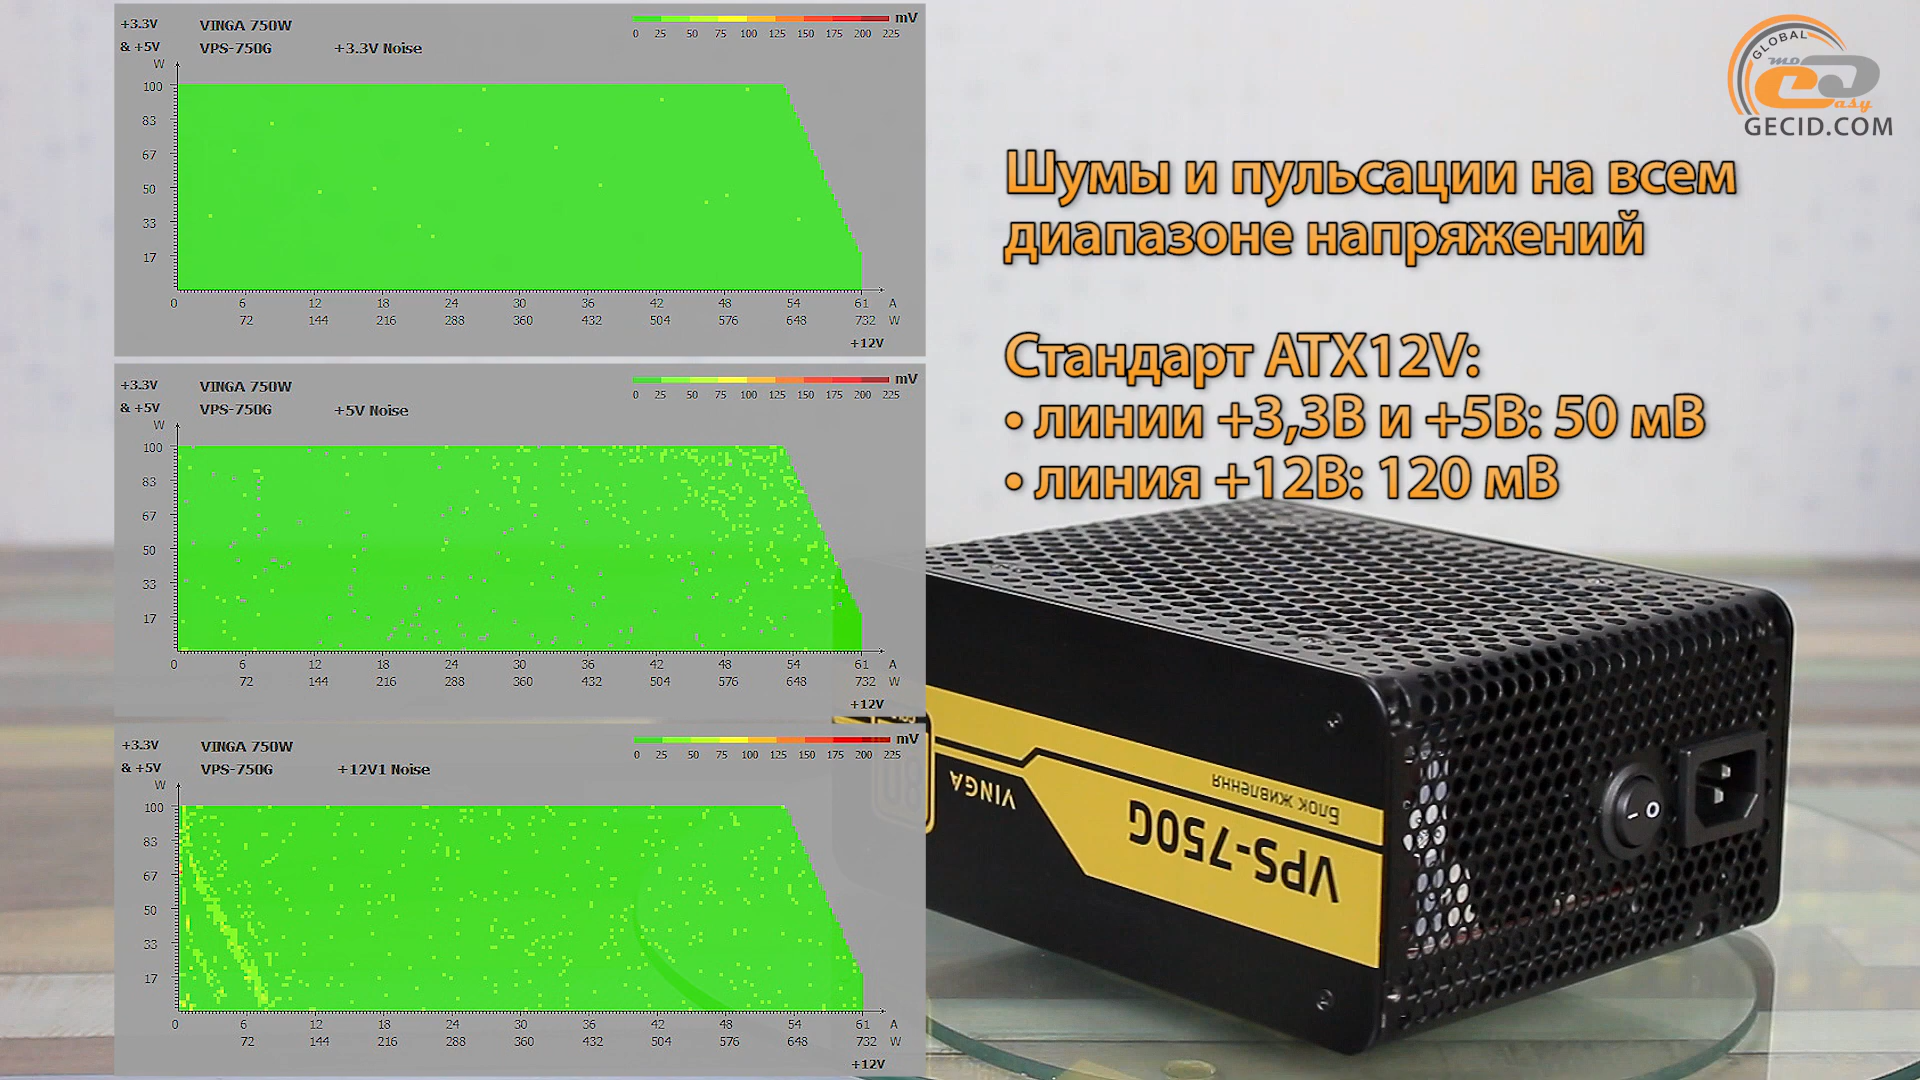 +3.3V
& +5V
VINGA 750W
VPS-750G
+3.3V Noise
mV
0 25 50 75 100 125 150 175 200 225
W
100
83
67
50
33
17
0 6 12 18 24 30 36 42 48 54 61 A
72 144 216 288 360 432 504 576 648 732 W
+12V
+3.3V
& +5V
VINGA 750W
VPS-750G
+5V Noise
mV
0 25 50 75 100 125 150 175 200 225
W
100
83
67
50
33
17
0 6 12 18 24 30 36 42 48 54 61 A
72 144 216 288 360 432 504 576 648 732 W
+12V
+3.3V
& +5V
VINGA 750W
VPS-750G
+12V1 Noise
mV
0 25 50 75 100 125 150 175 200 225
W
100
83
67
50
33
17
0 6 12 18 24 30 36 42 48 54 61 A
72 144 216 288 360 432 504 576 648 732 W
+12V
GLOBAL
easy
GECID.COM
Шумы и пульсации на всем
диапазоне напряжений
Стандарт ATX12V:
• линии +3,3В и +5В: 50 мВ
• линия +12В: 120 мВ
VINGA
Блок живлення
VPS-750G